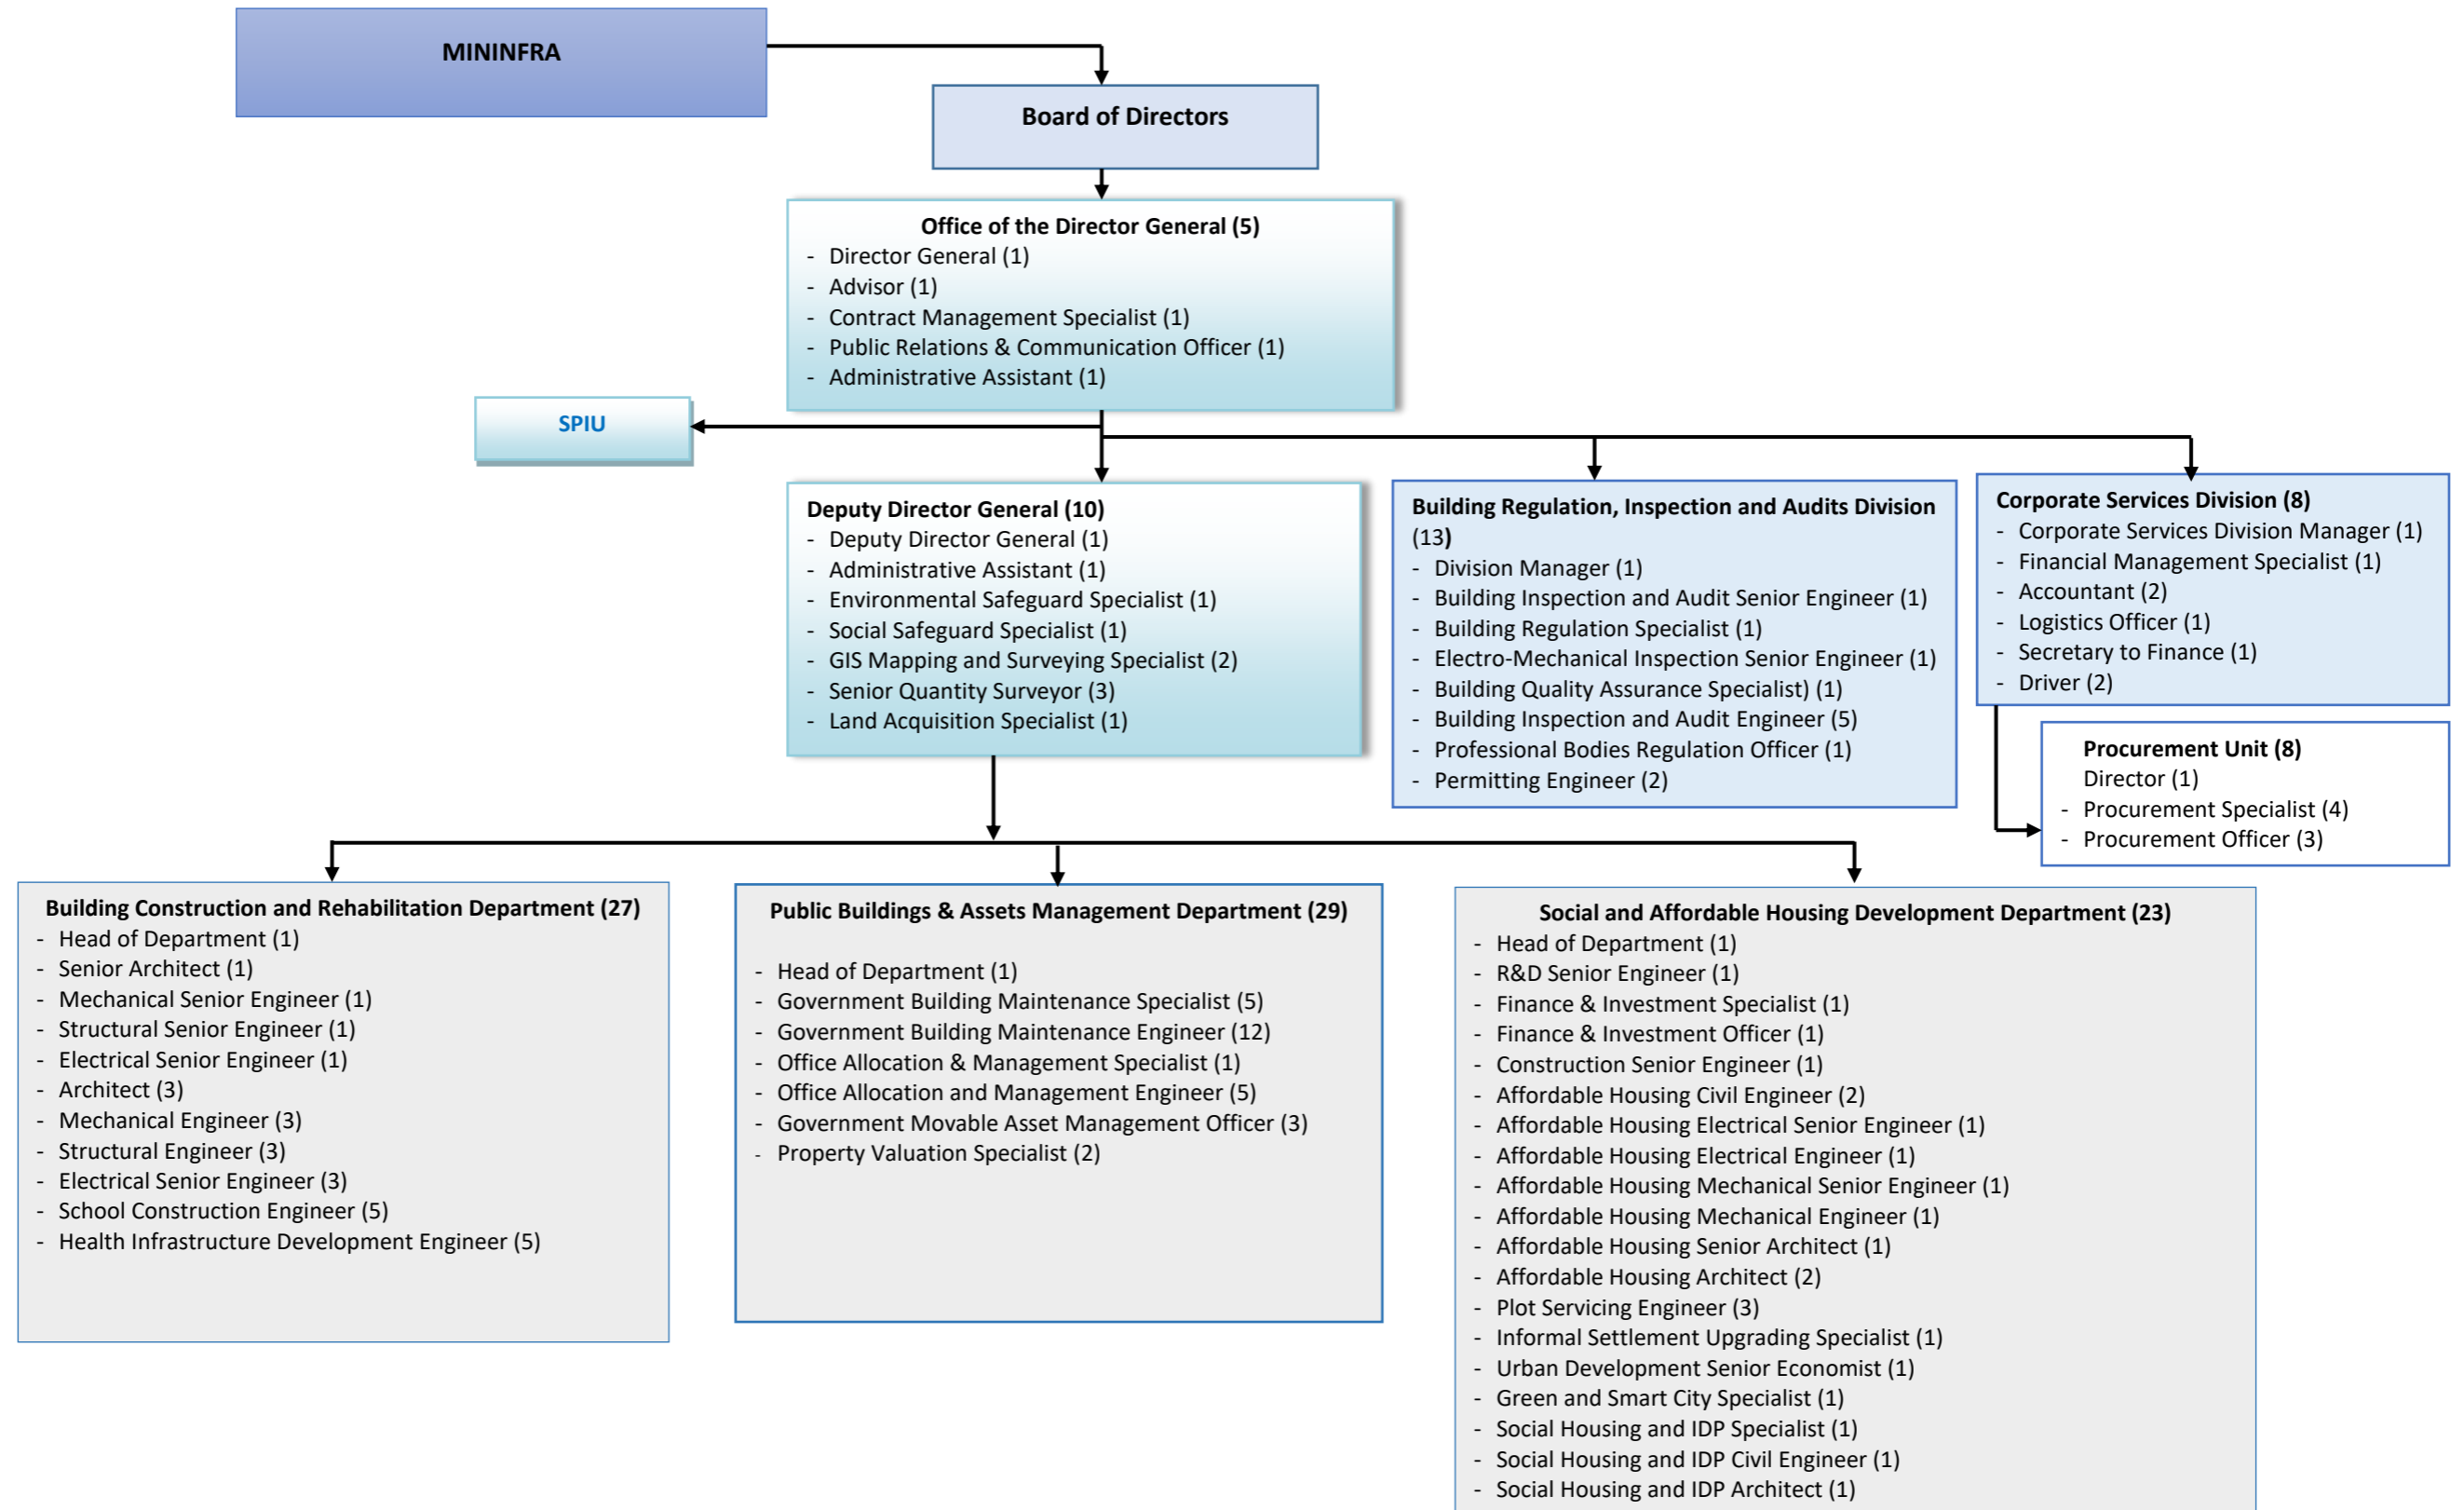 MININFRA
Board of Directors
Office of the Director General (5)
- Director General (1)
- Advisor (1)
- Contract Management Specialist (1)
- Public Relations & Communication Officer (1)
- Administrative Assistant (1)
SPIU
Deputy Director General (10)
- Deputy Director General (1)
- Administrative Assistant (1)
- Environmental Safeguard Specialist (1)
- Social Safeguard Specialist (1)
- GIS Mapping and Surveying Specialist (2)
- Senior Quantity Surveyor (3)
- Land Acquisition Specialist (1)
Building Regulation, Inspection and Audits Division
(13)
- Division Manager (1)
- Building Inspection and Audit Senior Engineer (1)
- Building Regulation Specialist (1)
- Electro-Mechanical Inspection Senior Engineer (1)
- Building Quality Assurance Specialist) (1)
- Building Inspection and Audit Engineer (5)
- Professional Bodies Regulation Officer (1)
- Permitting Engineer (2)
Corporate Services Division (8)
- Corporate Services Division Manager (1)
- Financial Management Specialist (1)
- Accountant (2)
- Logistics Officer (1)
- Secretary to Finance (1)
- Driver (2)
Procurement Unit (8)
Director (1)
- Procurement Specialist (4)
- Procurement Officer (3)
Building Construction and Rehabilitation Department (27)
- Head of Department (1)
- Senior Architect (1)
- Mechanical Senior Engineer (1)
- Structural Senior Engineer (1)
- Electrical Senior Engineer (1)
- Architect (3)
- Mechanical Engineer (3)
- Structural Engineer (3)
- Electrical Senior Engineer (3)
- School Construction Engineer (5)
- Health Infrastructure Development Engineer (5)
Public Buildings & Assets Management Department (29)
- Head of Department (1)
- Government Building Maintenance Specialist (5)
- Government Building Maintenance Engineer (12)
- Office Allocation & Management Specialist (1)
- Office Allocation and Management Engineer (5)
- Government Movable Asset Management Officer (3)
- Property Valuation Specialist (2)
Social and Affordable Housing Development Department (23)
- Head of Department (1)
- R&D Senior Engineer (1)
- Finance & Investment Specialist (1)
- Finance & Investment Officer (1)
- Construction Senior Engineer (1)
- Affordable Housing Civil Engineer (2)
- Affordable Housing Electrical Senior Engineer (1)
- Affordable Housing Electrical Engineer (1)
- Affordable Housing Mechanical Senior Engineer (1)
- Affordable Housing Mechanical Engineer (1)
- Affordable Housing Senior Architect (1)
- Affordable Housing Architect (2)
- Plot Servicing Engineer (3)
- Informal Settlement Upgrading Specialist (1)
- Urban Development Senior Economist (1)
- Green and Smart City Specialist (1)
- Social Housing and IDP Specialist (1)
- Social Housing and IDP Civil Engineer (1)
- Social Housing and IDP Architect (1)